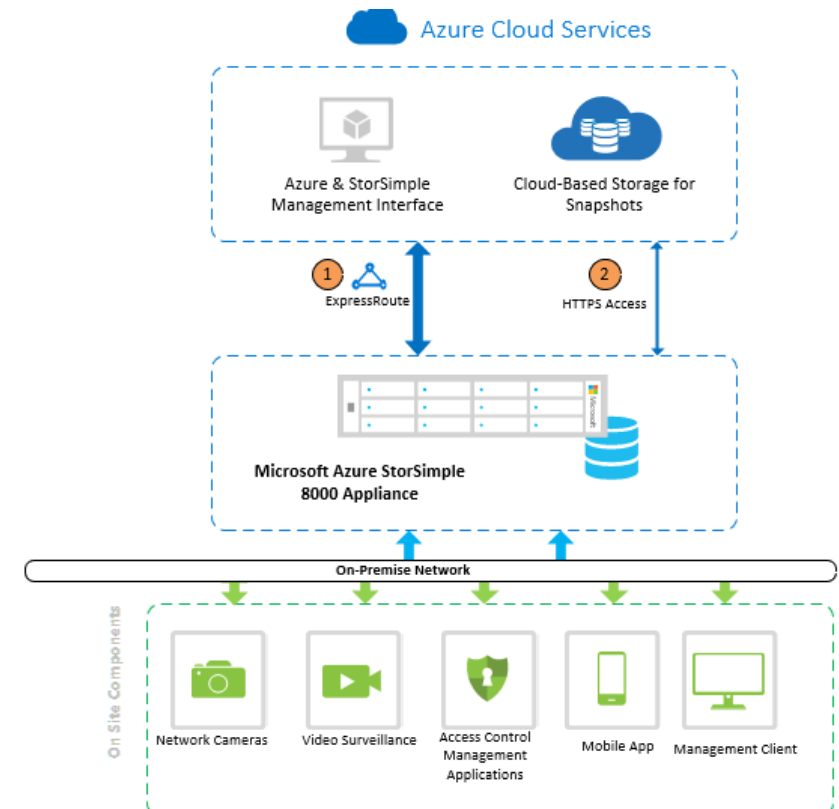 Azure Cloud Services
Azure & StorSimple
Management Interface
Cloud-Based Storage for
Snapshots
1
ExpressRoute
2
HTTPS Access
Microsoft
Microsoft Azure StorSimple
8000 Appliance
On-Premise Network
On Site Components
Network Cameras
Video Surveillance
Access Control
Management
Applications
Mobile App
Management Client